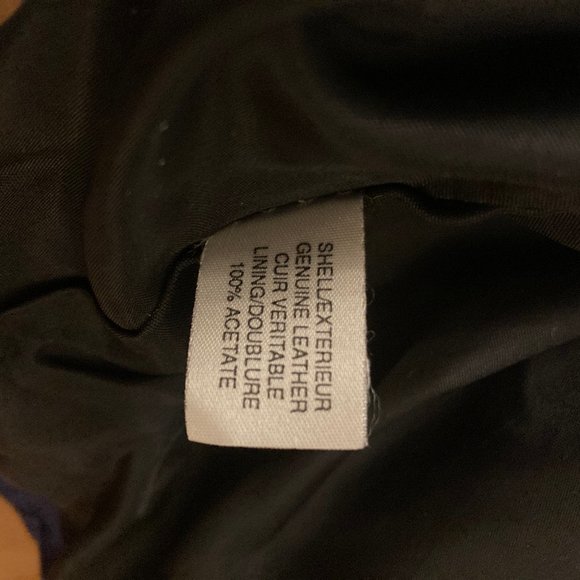 SHELL/EXTERIEUR
GENUINE LEATHER
CUIR VERITABLE
LINING/DOUBLURE
100% ACETATE